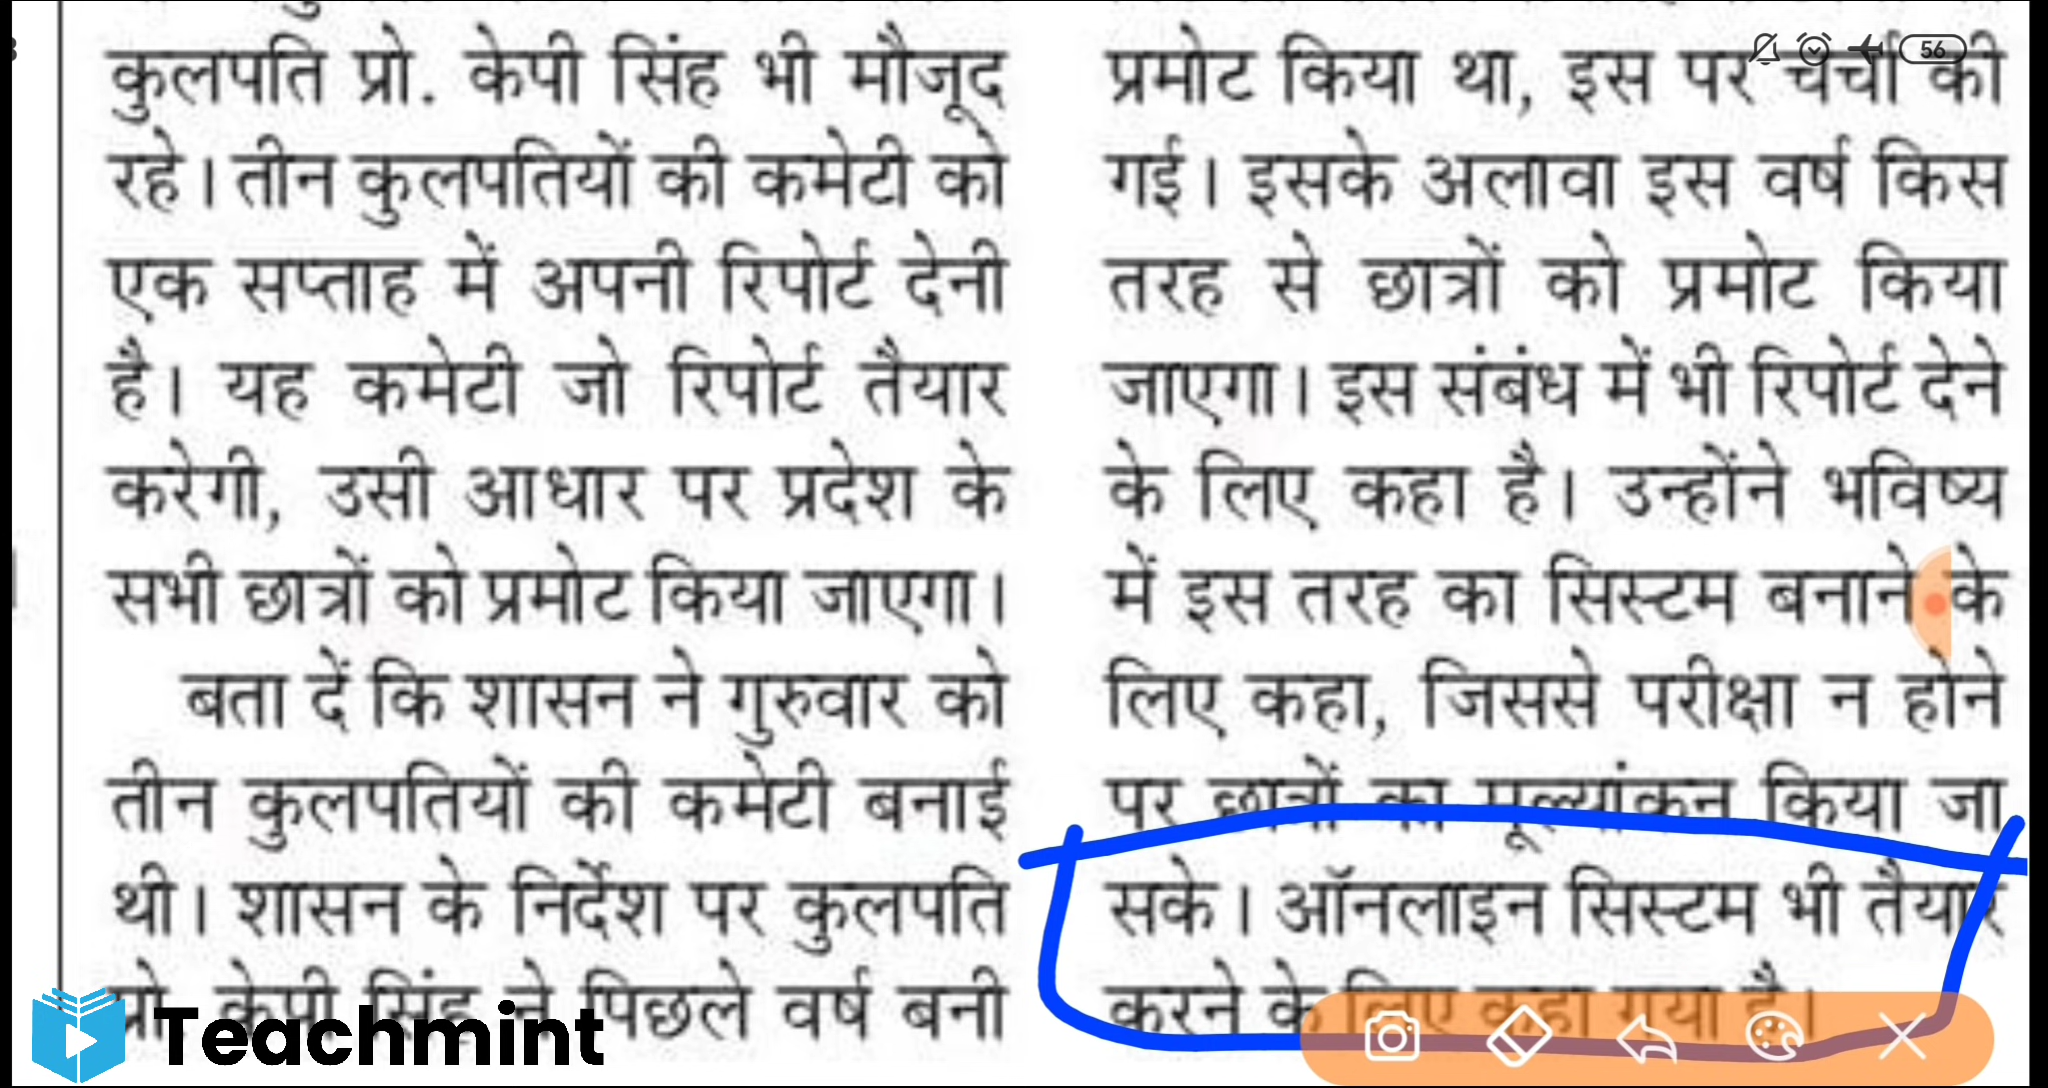 कुलपति प्रो. केपी सिंह भी मौजूद
रहे। तीन कुलपतियों की कमेटी को
एक सप्ताह में अपनी रिपोर्ट देनी
है। यह कमेटी जो रिपोर्ट तैयार
करेगी, उसी आधार पर प्रदेश के
सभी छात्रों को प्रमोट किया जाएगा।
बता दें कि शासन ने गुरुवार को
तीन कुलपतियों की कमेटी बनाई
थी। शासन के निर्देश पर कुलपति
प्रो. केपी सिंह ने पिछले वर्ष बनी
प्रमोट किया था, इस पर चर्चा की
गई। इसके अलावा इस वर्ष किस
तरह से छात्रों को प्रमोट किया
जाएगा। इस संबंध में भी रिपोर्ट देने
के लिए कहा है। उन्होंने भविष्य
में इस तरह का सिस्टम बनाने के
लिए कहा, जिससे परीक्षा न होने
पर छात्रों का मूल्यांकन किया जा
सके। ऑनलाइन सिस्टम भी तैयार
करने के लिए कहा गया है।
56
Teachmint